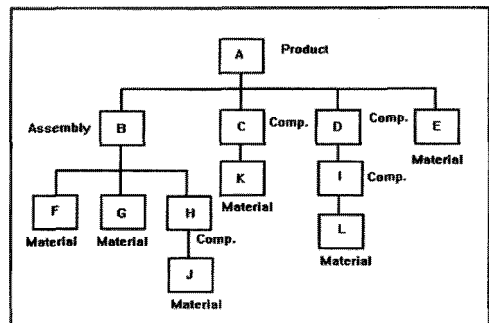 A Product
Assembly B C Comp. D Comp. E
Material
K I Comp.
F G H Material
Material Material Comp. L
J Material
Material